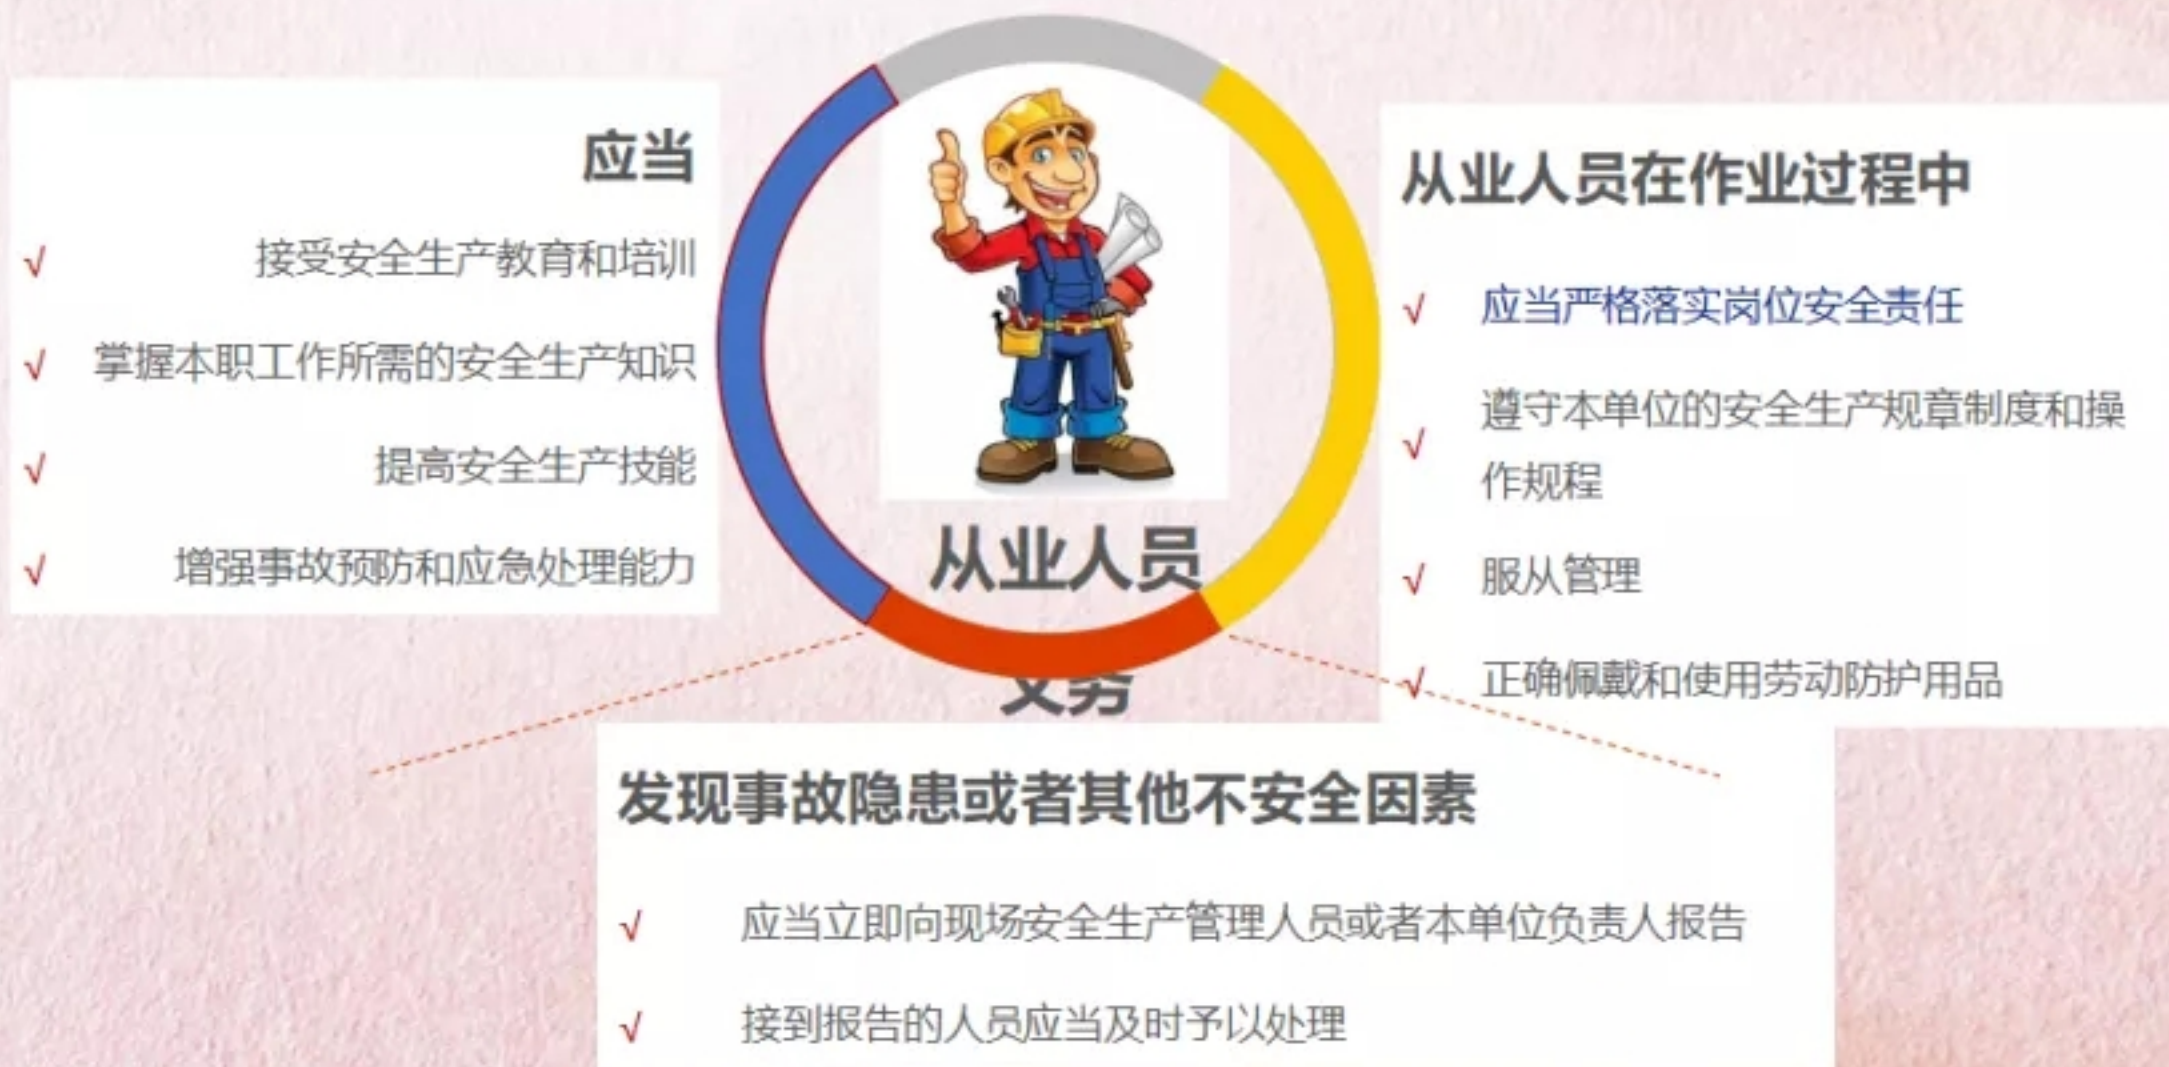 应当
√ 接受安全生产教育和培训
√ 掌握本职工作所需的安全生产知识
√ 提高安全生产技能
√ 增强事故预防和应急处理能力
从业人员
义务
从业人员在作业过程中
√ 应当严格落实岗位安全责任
√ 遵守本单位的安全生产规章制度和操
作规程
√ 服从管理
√ 正确佩戴和使用劳动防护用品
发现事故隐患或者其他不安全因素
√ 应当立即向现场安全生产管理人员或者本单位负责人报告
√ 接到报告的人员应当及时予以处理